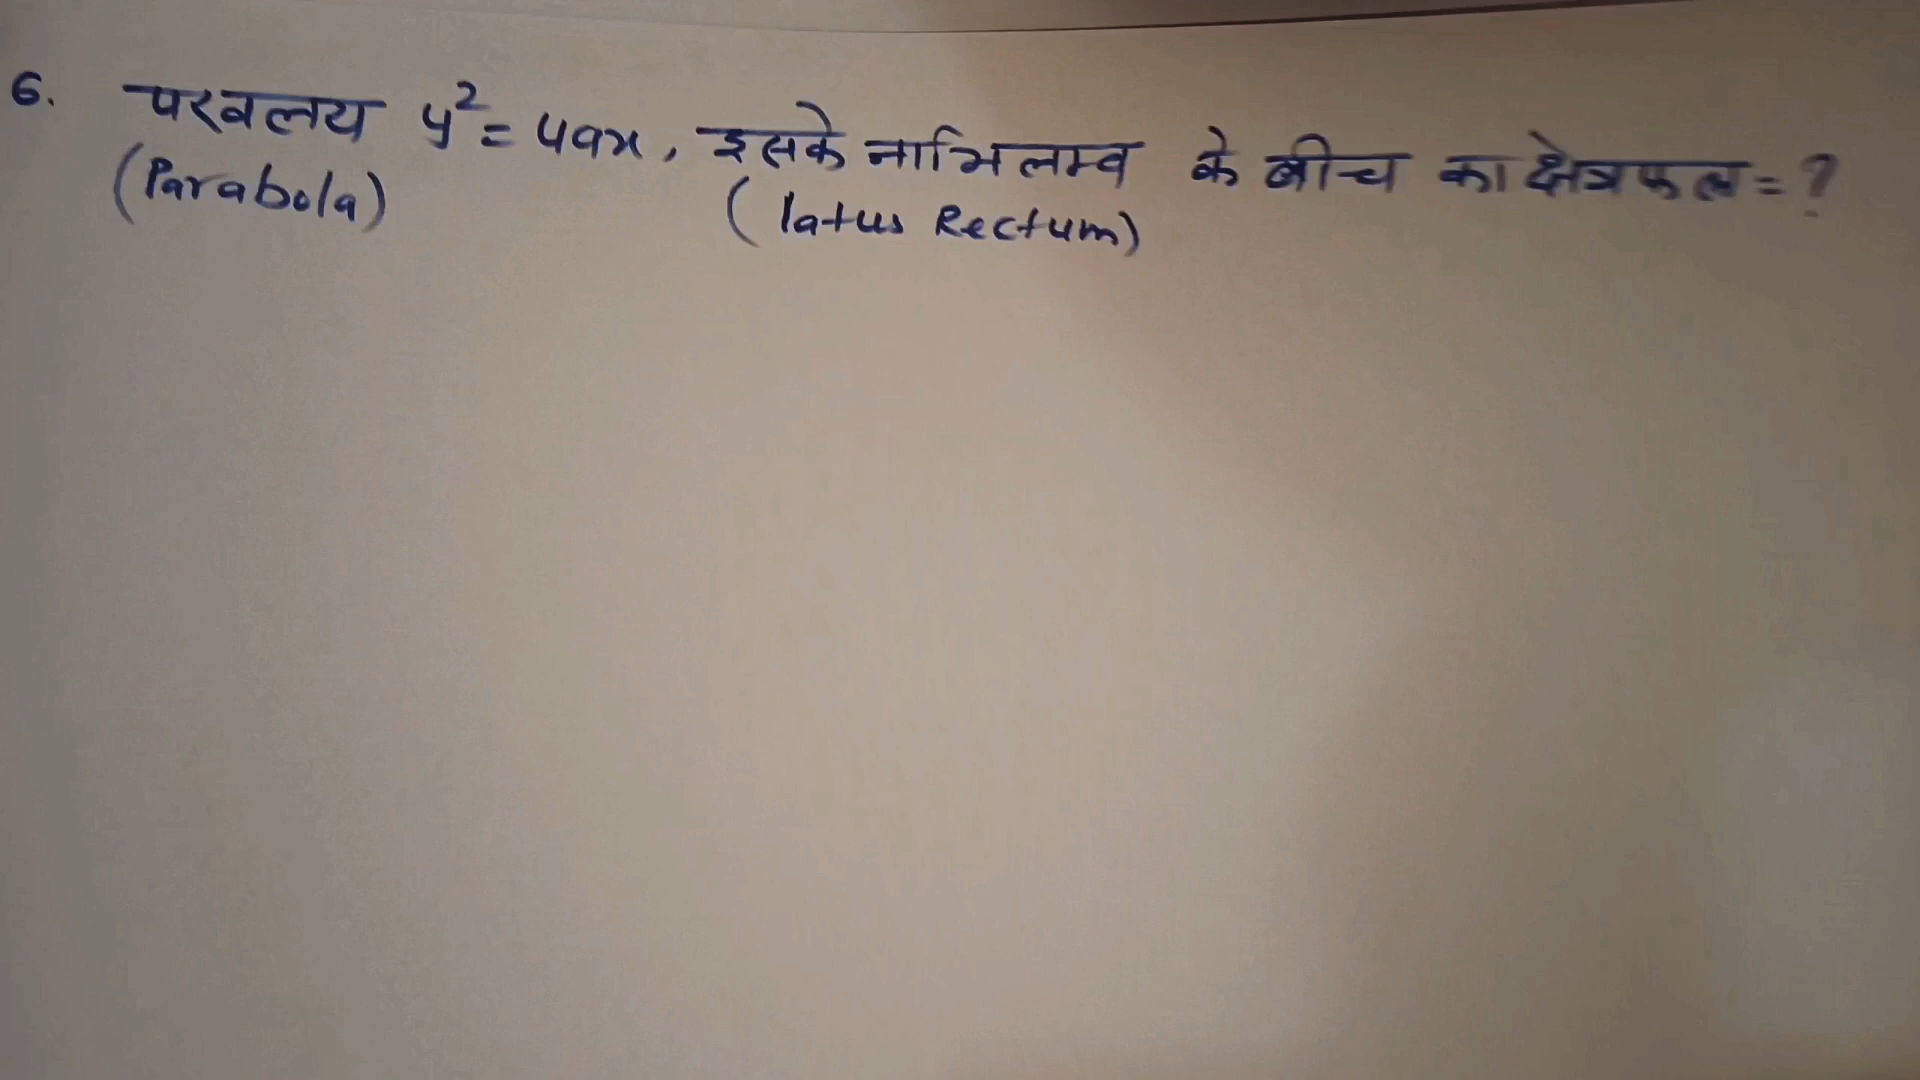 6. परवलय y² = 4ax, इसके नाभिलम्ब के बीच का क्षेत्रफल = ?
(Parabola) (latus Rectum)